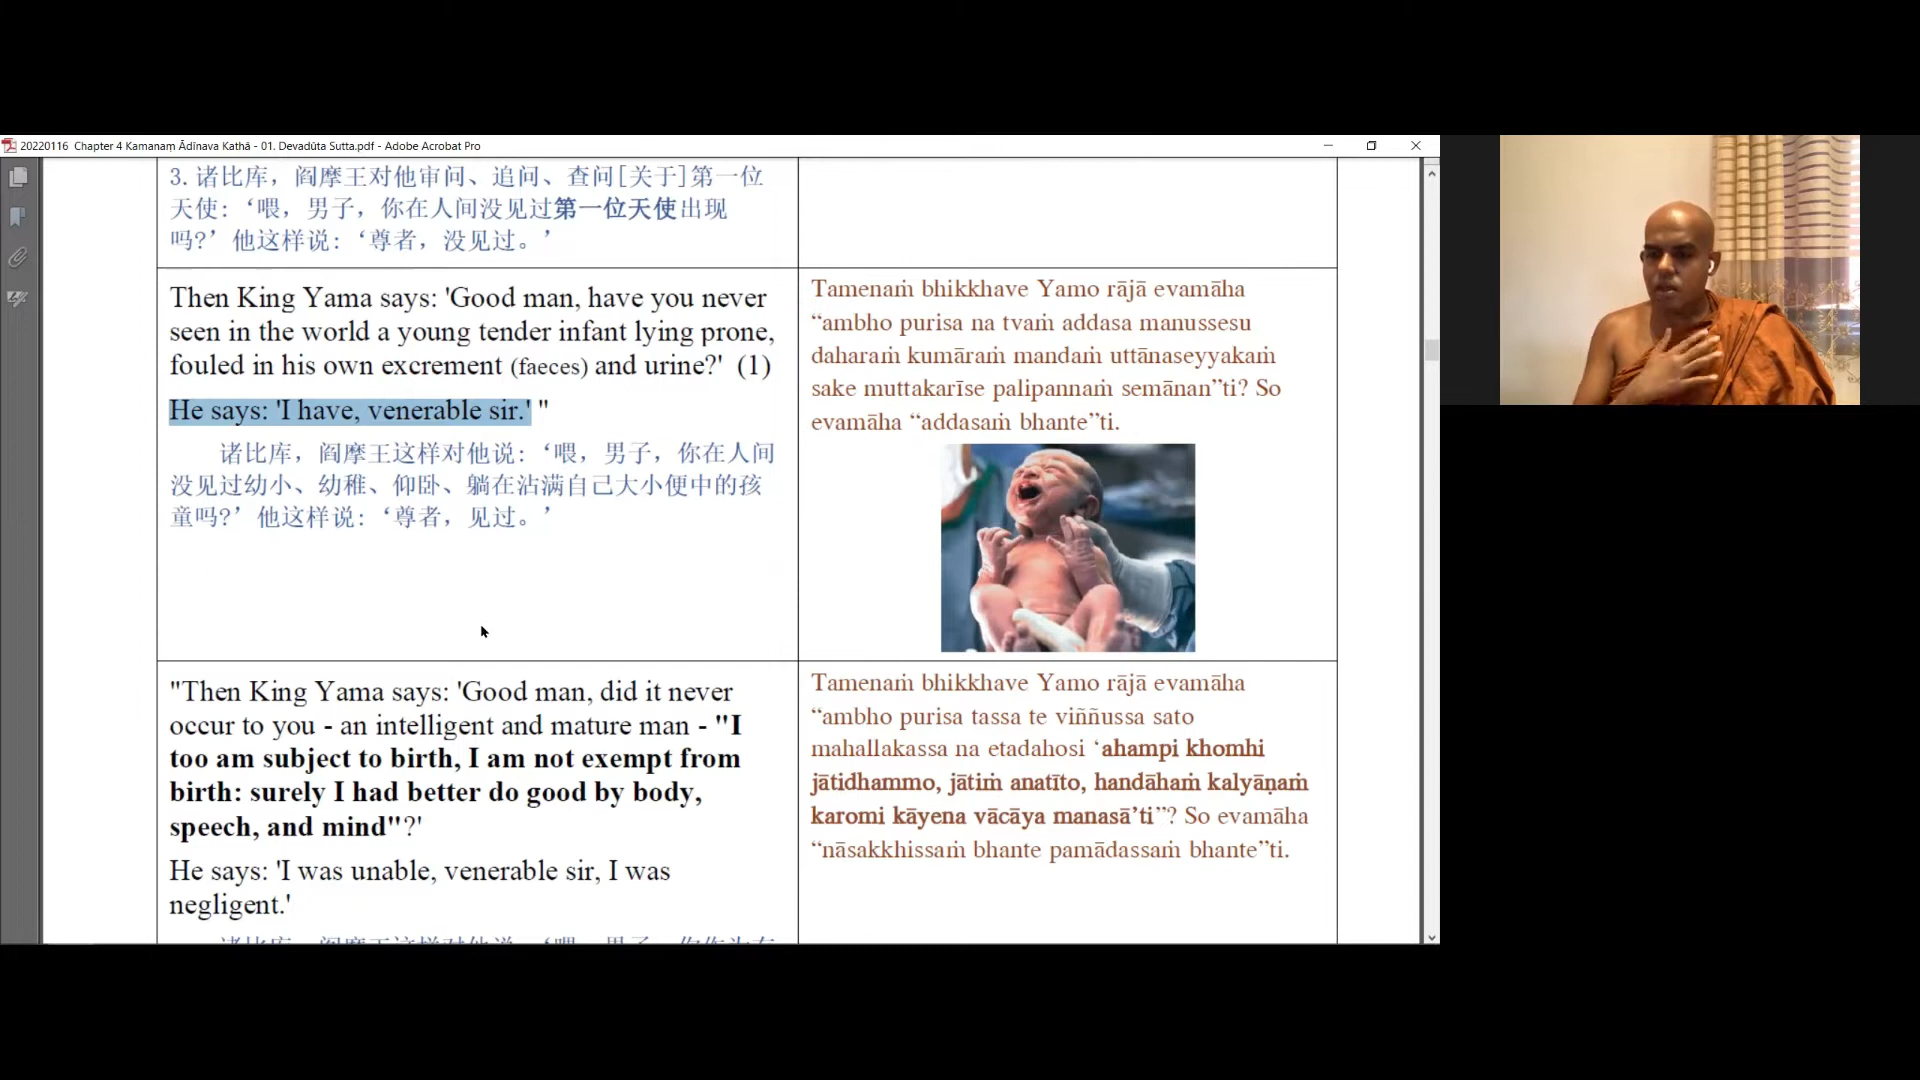 20220116  Chapter 4 Kamanaṃ Ādīnava Kathā - 01. Devadūta Sutta.pdf - Adobe Acrobat Pro
3. 诸比库，阎摩王对他审问、追问、查问[关于]第一位
天使：‘喂，男子，你在人间没见过第一位天使出现
吗?’他这样说：‘尊者，没见过。’
Then King Yama says: 'Good man, have you never
seen in the world a young tender infant lying prone,
fouled in his own excrement (faeces) and urine?'  (1)
He says: 'I have, venerable sir.' "
诸比库，阎摩王这样对他说：‘喂，男子，你在人间
没见过幼小、幼稚、仰卧、躺在沾满自己大小便中的孩
童吗?’他这样说：‘尊者，见过。’
Tamenaṁ bhikkhave Yamo rājā evamāha
“ambho purisa na tvaṁ addasa manussesu
daharaṁ kumāraṁ mandaṁ uttānaseyyakaṁ
sake muttakarīse palipannaṁ semānan”ti? So
evamāha “addasaṁ bhante”ti.
"Then King Yama says: 'Good man, did it never
occur to you - an intelligent and mature man - "I
too am subject to birth, I am not exempt from
birth: surely I had better do good by body,
speech, and mind"?'
He says: 'I was unable, venerable sir, I was
negligent.'
Tamenaṁ bhikkhave Yamo rājā evamāha
“ambho purisa tassa te viññussa sato
mahallakassa na etadahosi ‘ahampi khomhi
jātidhammo, jātiṁ anatīto, handāhaṁ kalyāṇaṁ
karomi kāyena vācāya manasā’ti”? So evamāha
“nāsakkhissaṁ bhante pamādassaṁ bhante”ti.